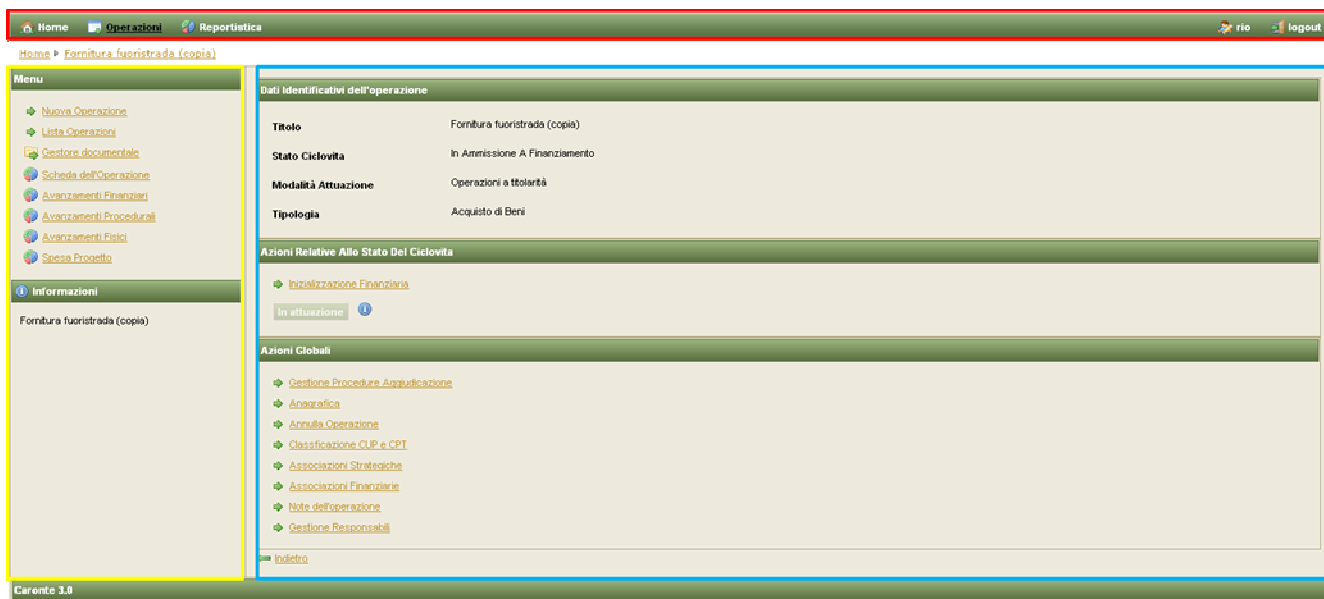 Home Operazioni Reportistica rio logout
Home Fornitura fuoristrada (copia)
Menu
Nuova Operazione
Lista Operazioni
Gestore documentale
Scheda dell'Operazione
Avanzamenti Finanziari
Avanzamenti Procedurali
Avanzamenti Fisici
Spesa Progetto
Informazioni
Fornitura fuoristrada (copia)
Dati Identificativi dell'operazione
Titolo Fornitura fuoristrada (copia)
Stato Ciclovita In Ammissione A Finanziamento
Modalità Attuazione Operazioni a titolarità
Tipologia Acquisto di Beni
Azioni Relative Allo Stato Del Ciclovita
Inizializzazione Finanziaria
In attuazione
Azioni Globali
Gestione Procedure Aggiudicazione
Anagrafica
Annulla Operazione
Classificazione CUP e CPT
Associazioni Strategiche
Associazioni Finanziarie
Note dell'operazione
Gestione Responsabili
Indietro
Caronte 3.0